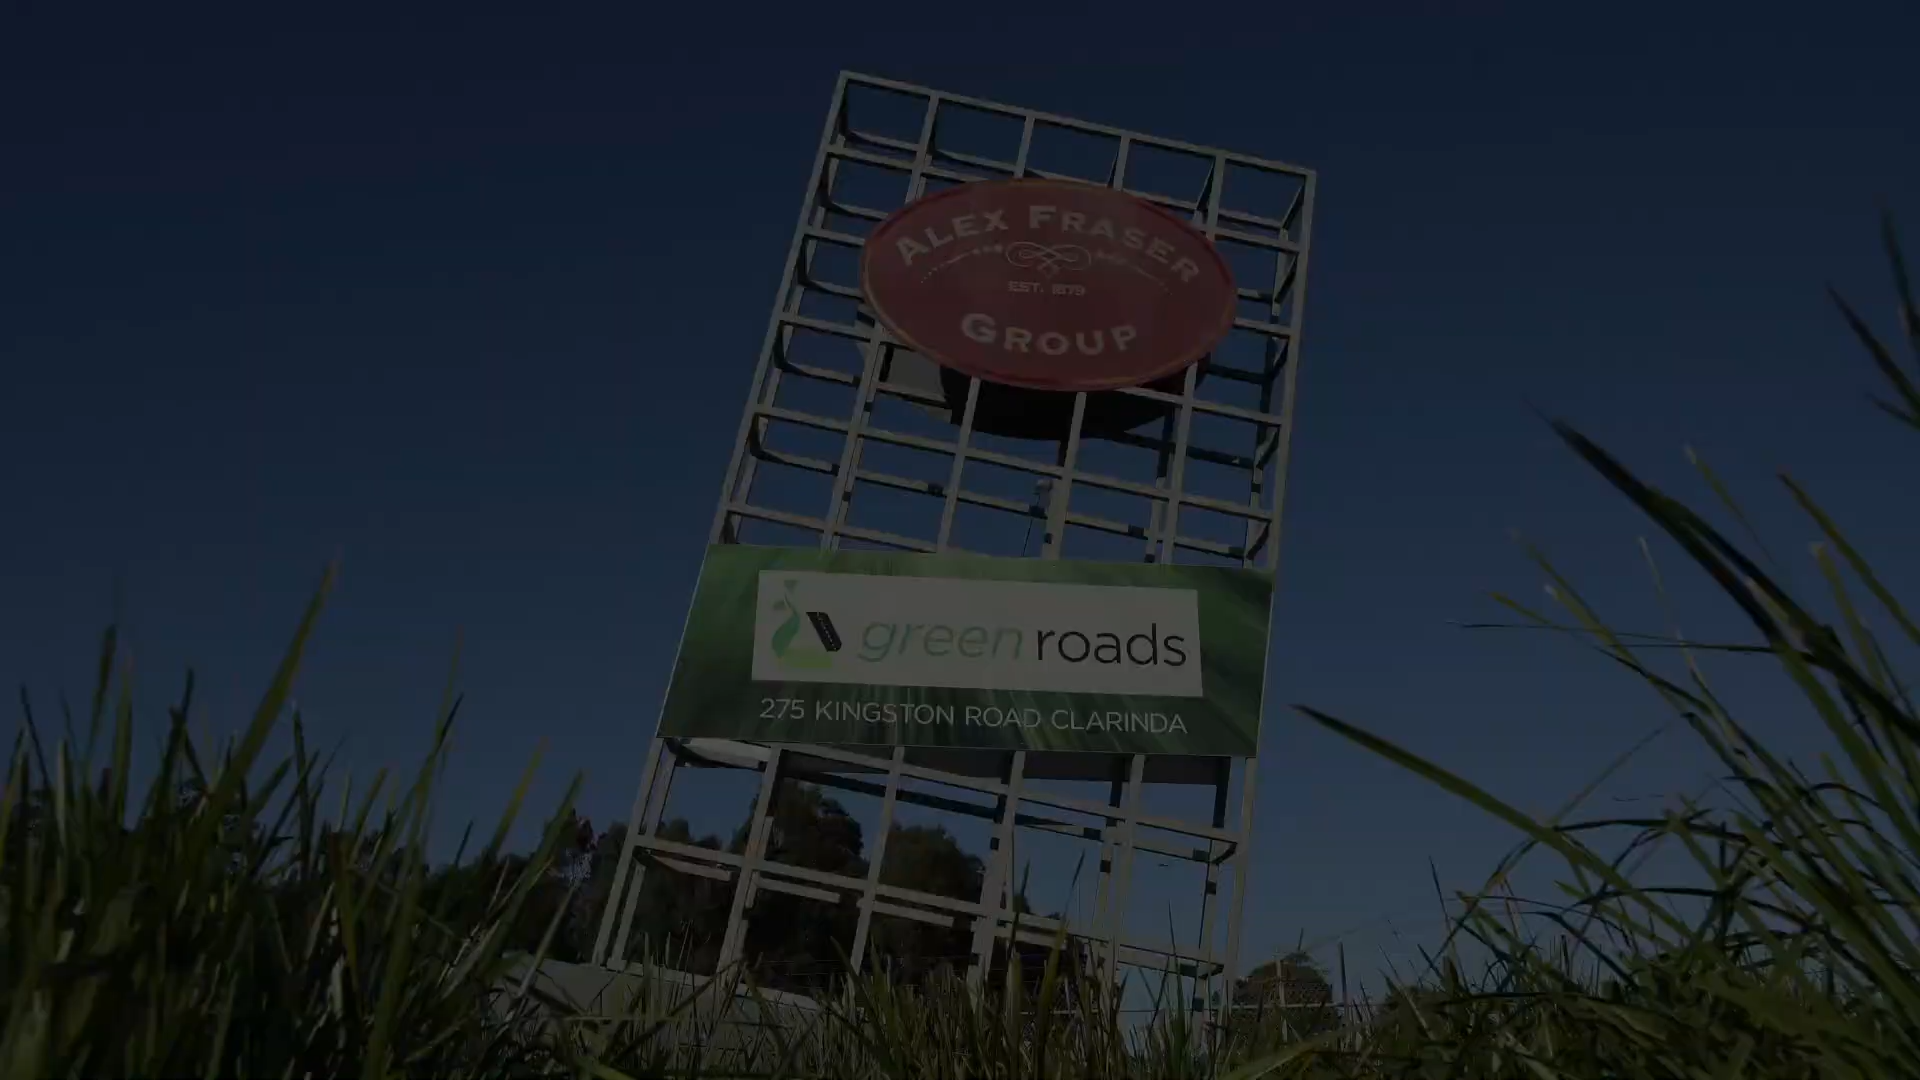 ALEX FRASER
EST. 1879
GROUP
green roads
275 KINGSTON ROAD CLARINDA